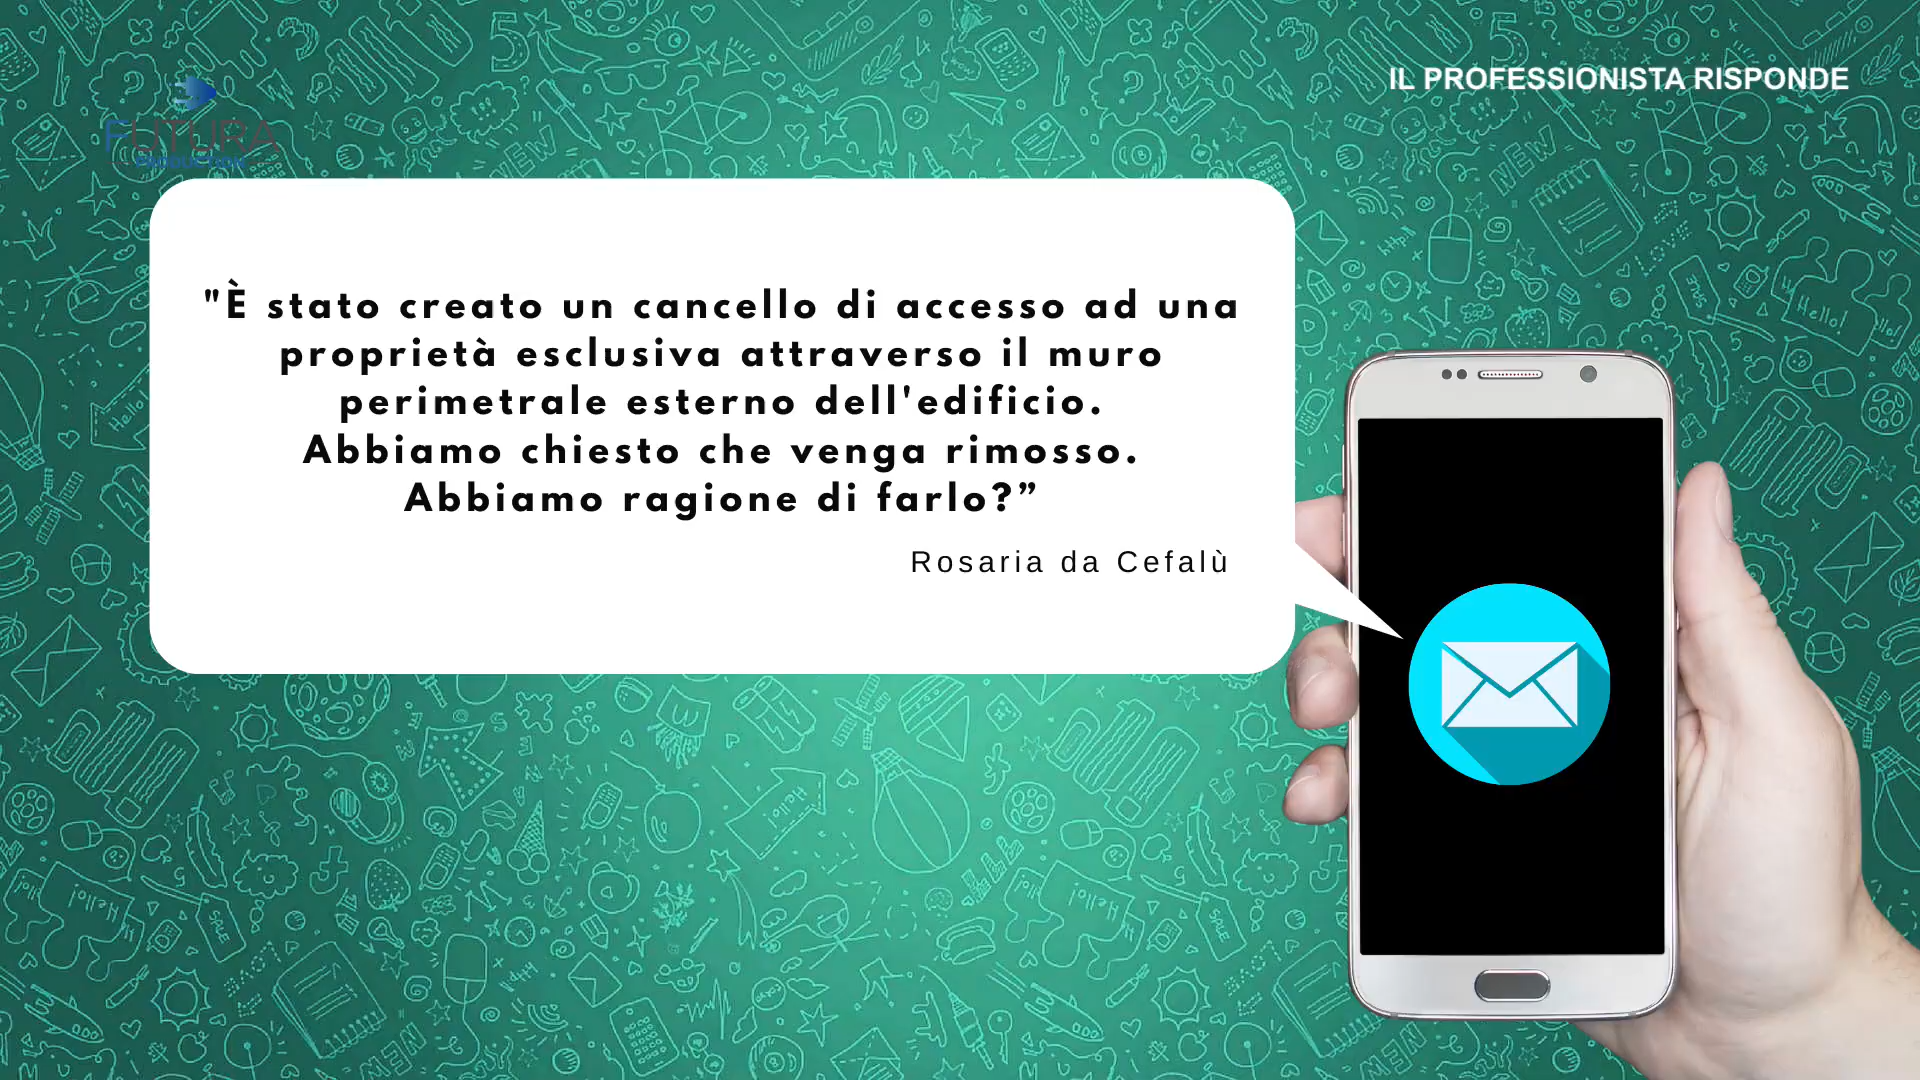 IL PROFESSIONISTA RISPONDE
FUTURA
PRODUCTION
"È stato creato un cancello di accesso ad una
proprietà esclusiva attraverso il muro
perimetrale esterno dell'edificio.
Abbiamo chiesto che venga rimosso.
Abbiamo ragione di farlo?”
Rosaria da Cefalù